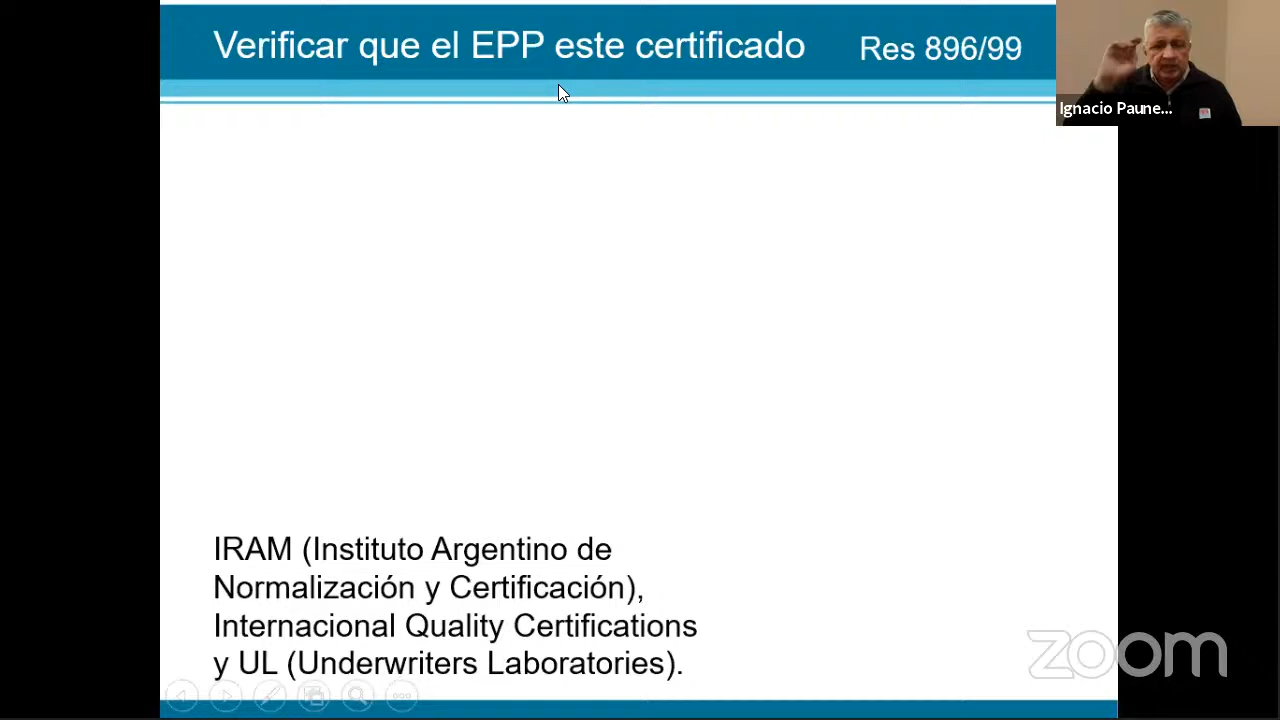 Verificar que el EPP este certificado
Res 896/99
Ignacio Paune...
IRAM (Instituto Argentino de
Normalización y Certificación),
Internacional Quality Certifications
y UL (Underwriters Laboratories).
zoom